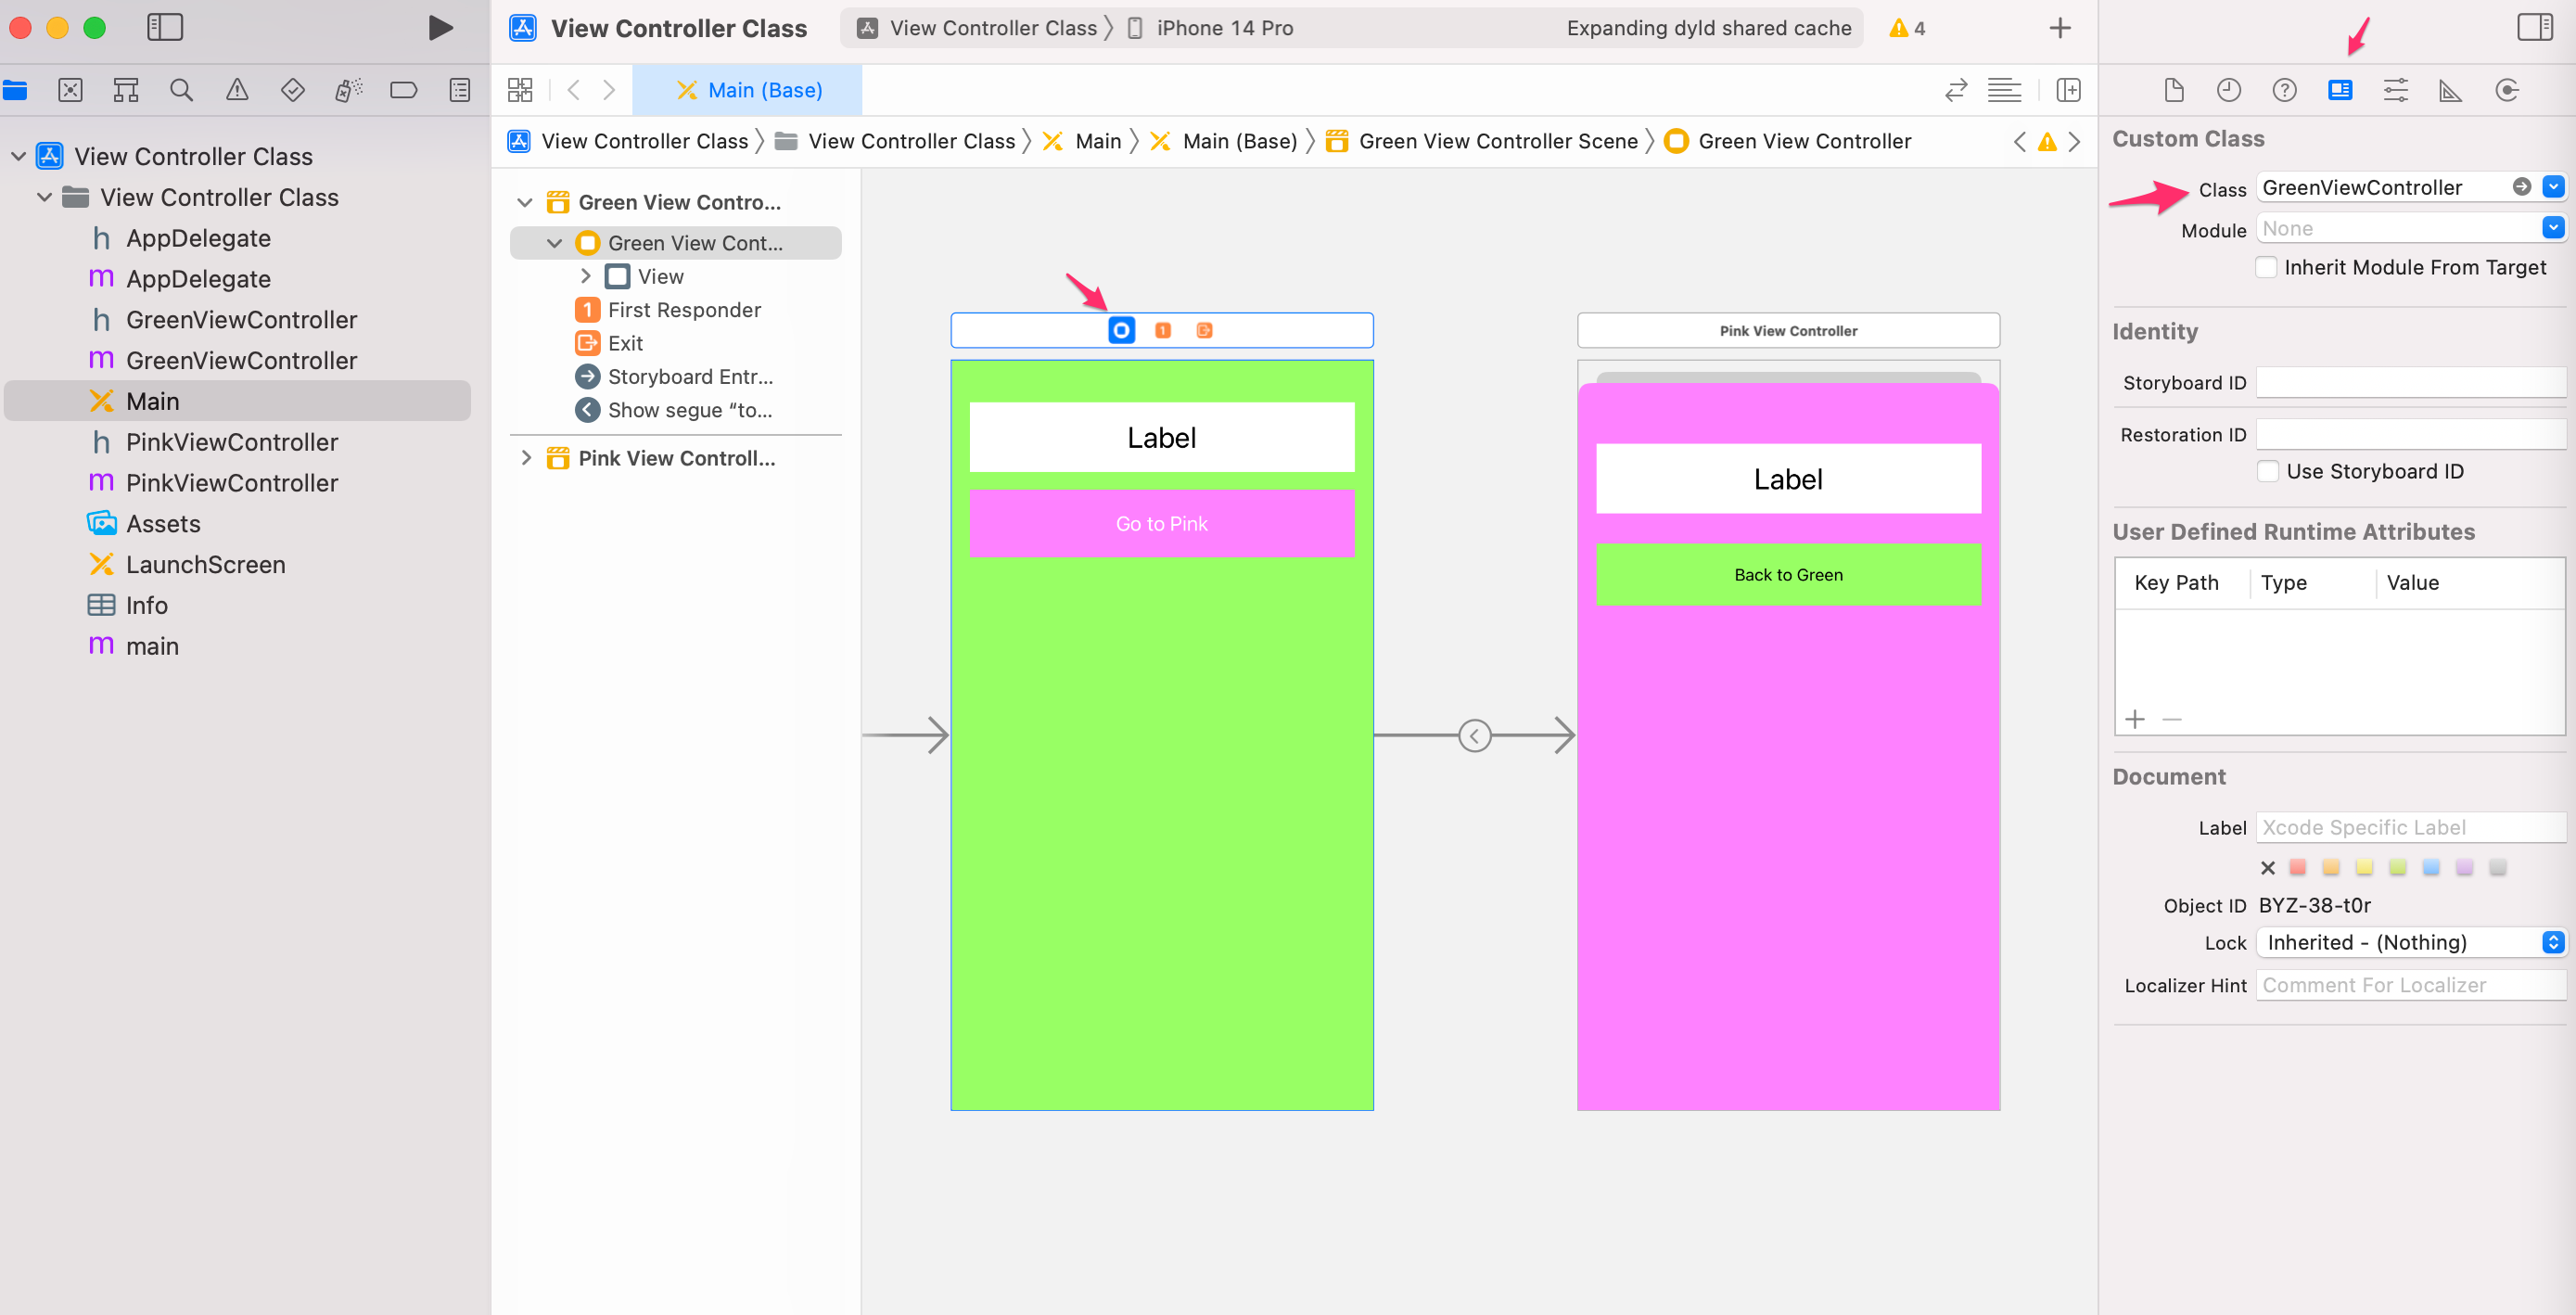 View Controller Class
View Controller Class 〉 iPhone 14 Pro
Expanding dyld shared cache
4
Main (Base)
View Controller Class 〉 View Controller Class 〉 Main 〉 Main (Base) 〉 Green View Controller Scene 〉 Green View Controller
View Controller Class
View Controller Class
h AppDelegate
m AppDelegate
h GreenViewController
m GreenViewController
Main
h PinkViewController
m PinkViewController
Assets
LaunchScreen
Info
m main
Green View Contro...
Green View Cont...
View
1 First Responder
Exit
Storyboard Entr...
Show segue “to...
Pink View Controll...
1
Label
Go to Pink
Pink View Controller
Label
Back to Green
Custom Class
Class GreenViewController
Module None
Inherit Module From Target
Identity
Storyboard ID
Restoration ID
Use Storyboard ID
User Defined Runtime Attributes
Key Path Type Value
Document
Label Xcode Specific Label
Object ID BYZ-38-t0r
Lock Inherited - (Nothing)
Localizer Hint Comment For Localizer